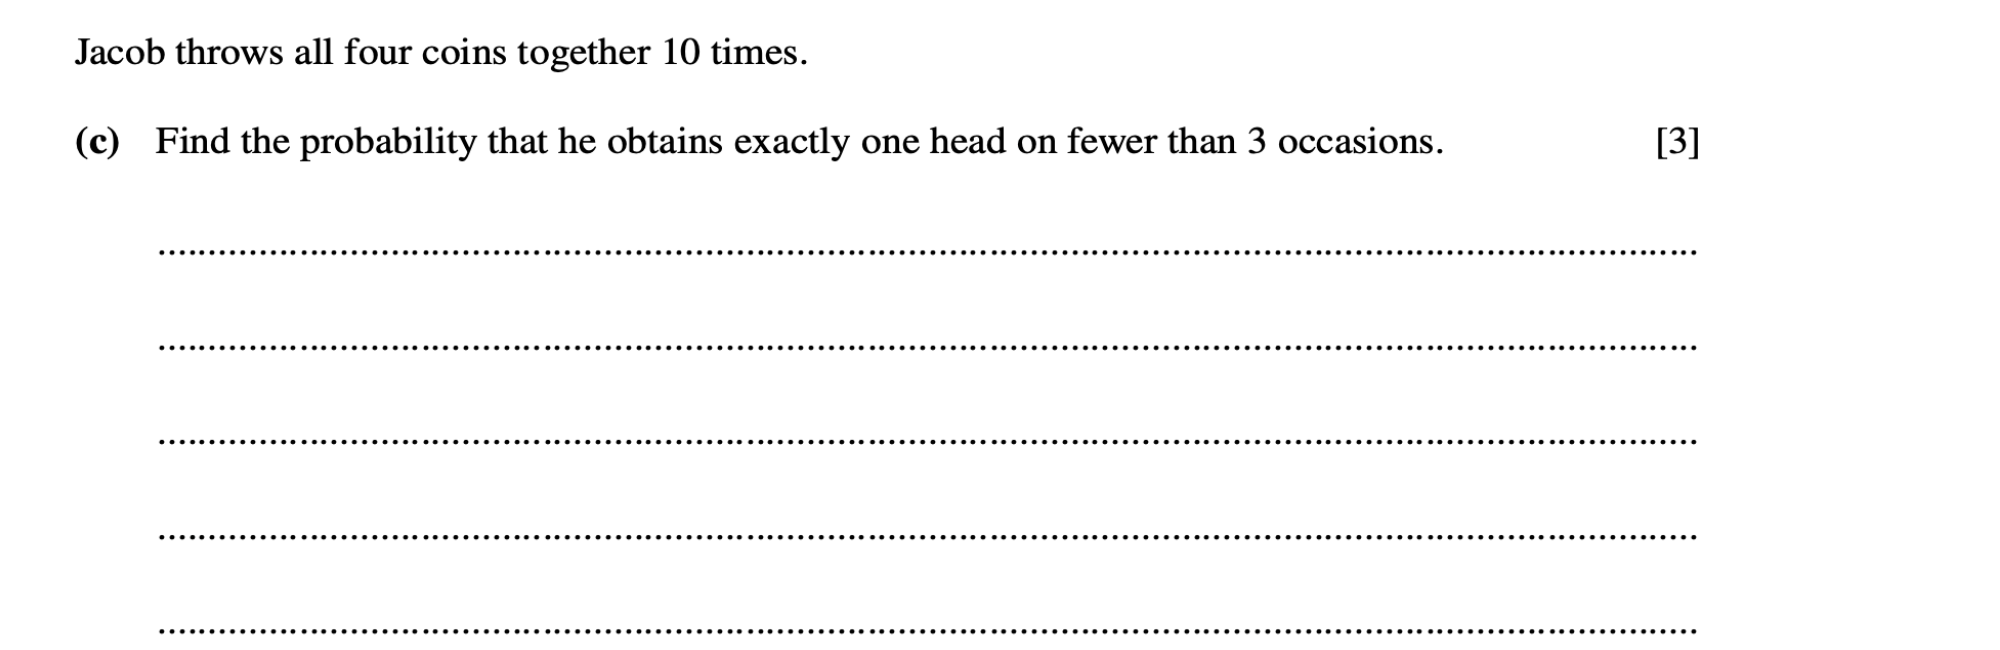 Jacob throws all four coins together 10 times.
(c) Find the probability that he obtains exactly one head on fewer than 3 occasions. [3]